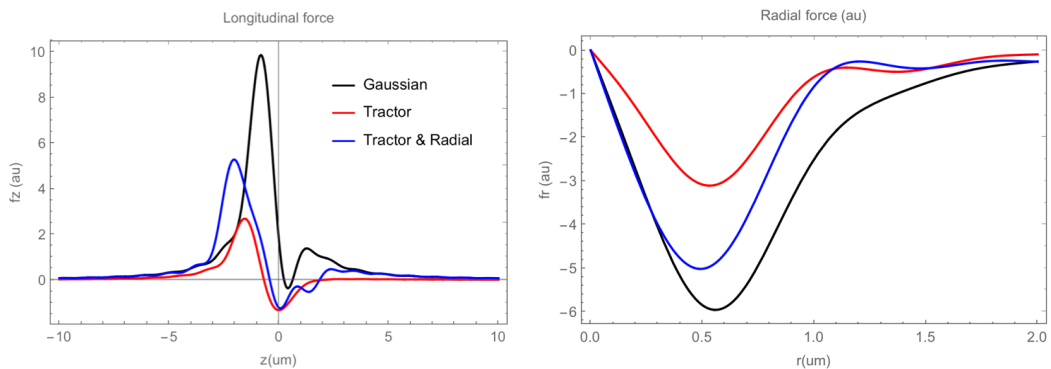 Longitudinal force
10
8
6
4
2
0
fz (au)
−10
−5
0
5
10
z(um)
Gaussian
Tractor
Tractor & Radial
Radial force (au)
0
−1
−2
−3
−4
−5
−6
fr (au)
0.0
0.5
1.0
1.5
2.0
r(um)